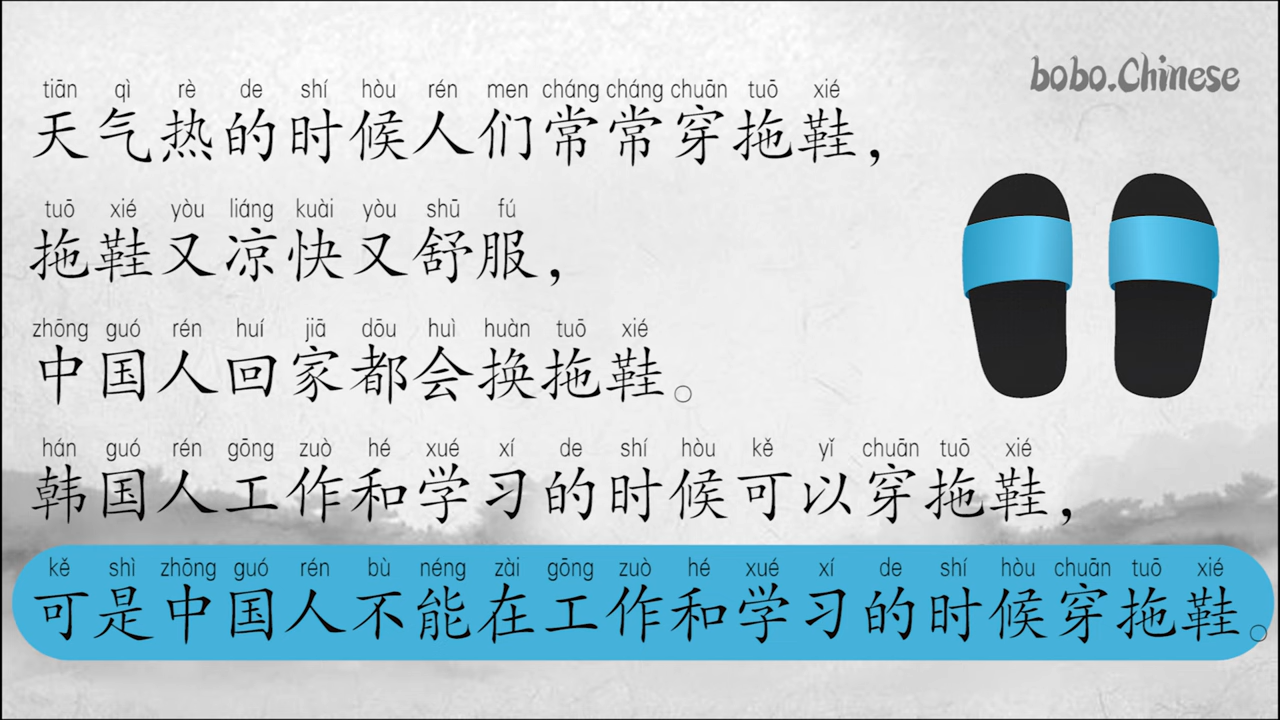 bobo.Chinese
tiān qì rè de shí hòu rén men cháng cháng chuān tuō xié
天气热的时候人们常常穿拖鞋，
tuō xié yòu liáng kuài yòu shū fú
拖鞋又凉快又舒服，
zhōng guó rén huí jiā dōu huì huàn tuō xié
中国人回家都会换拖鞋。
hán guó rén gōng zuò hé xué xí de shí hòu kě yǐ chuān tuō xié
韩国人工作和学习的时候可以穿拖鞋，
kě shì zhōng guó rén bù néng zài gōng zuò hé xué xí de shí hòu chuān tuō xié
可是中国人不能在工作和学习的时候穿拖鞋。